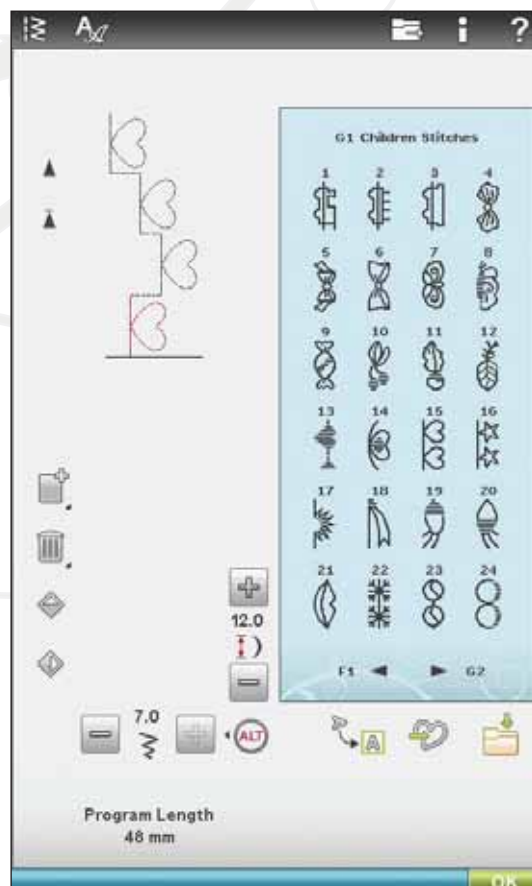 A
?
G1 Children Stitches
1 2 3 4
5 6 7 8
9 10 11 12
13 14 15 16
17 18 19 20
21 22 23 24
F1 G2
12.0
7.0
ALT
A A
Program Length
48 mm
OK